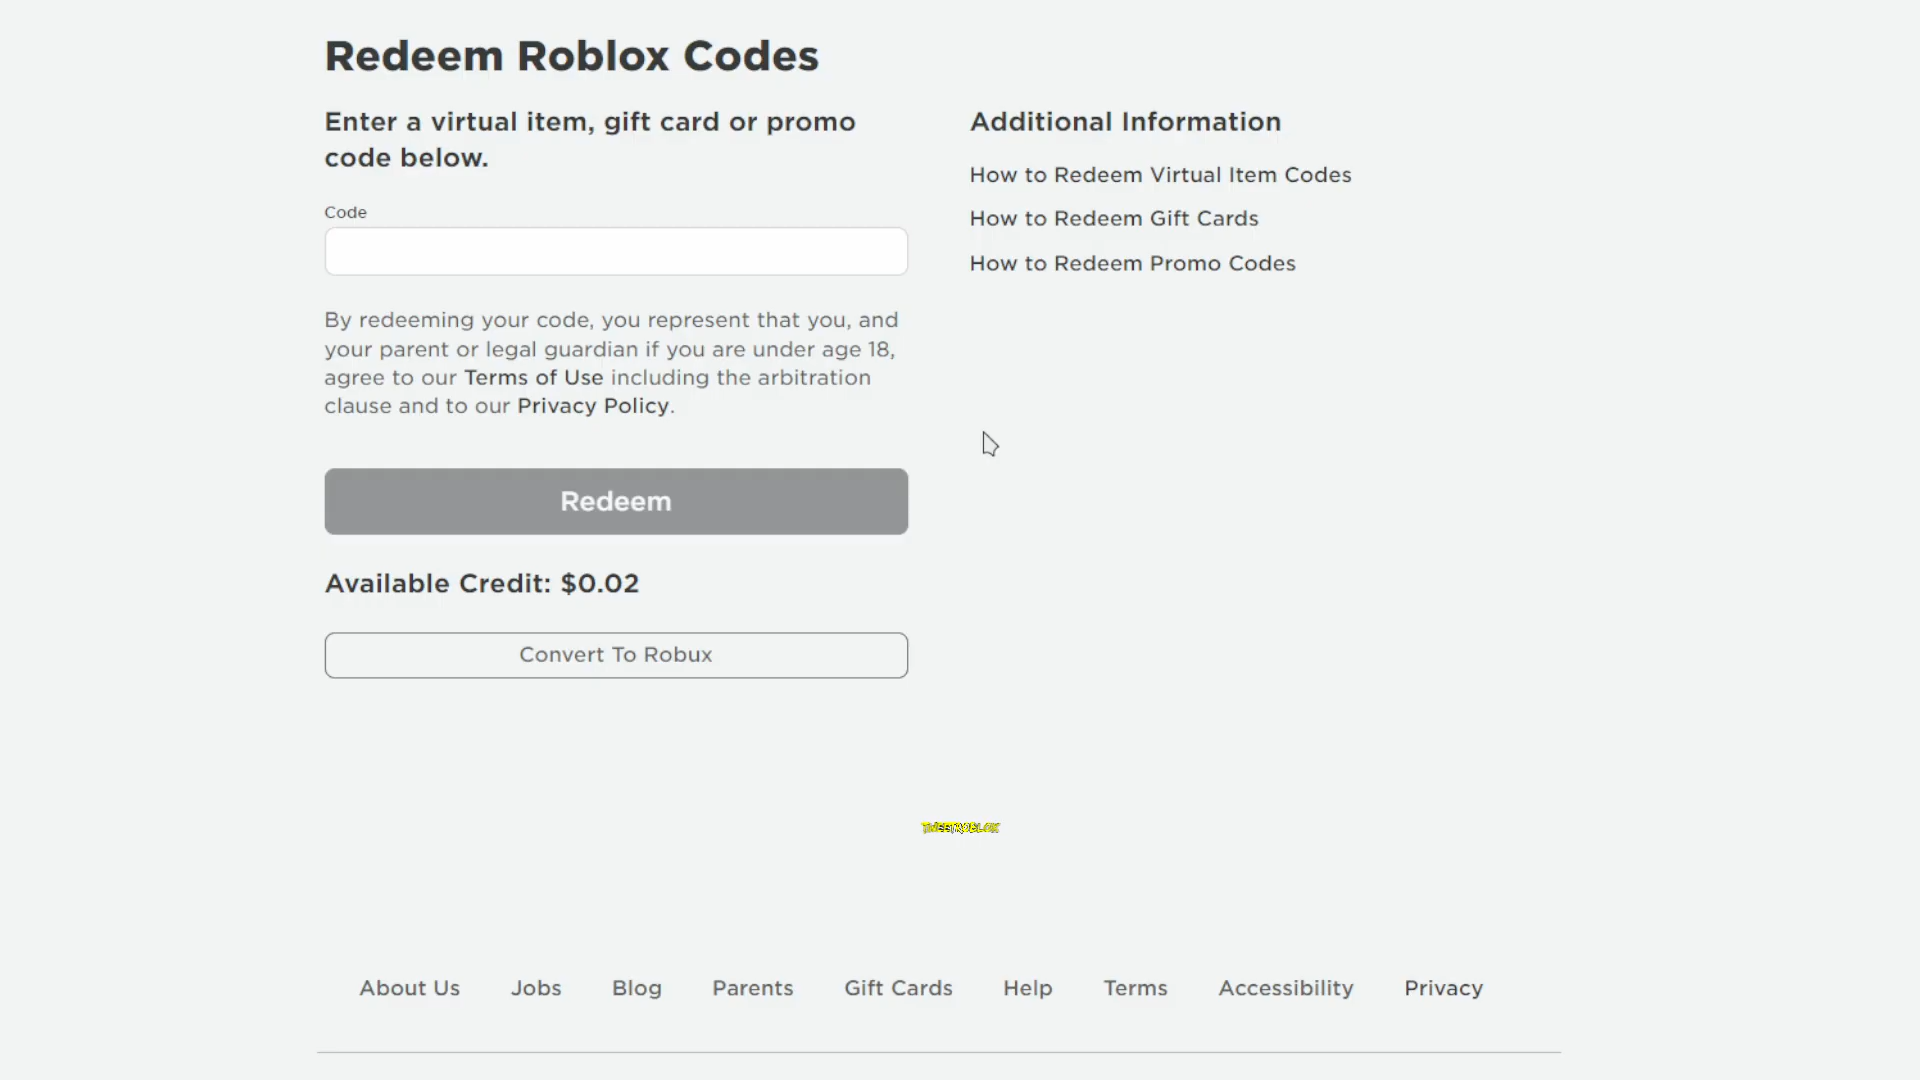 Redeem Roblox Codes
Enter a virtual item, gift card or promo
code below.
Code
By redeeming your code, you represent that you, and
your parent or legal guardian if you are under age 18,
agree to our Terms of Use including the arbitration
clause and to our Privacy Policy.
Redeem
Available Credit: $0.02
Convert To Robux
Additional Information
How to Redeem Virtual Item Codes
How to Redeem Gift Cards
How to Redeem Promo Codes
TWEETROBLOX
About Us Jobs Blog Parents Gift Cards Help Terms Accessibility Privacy